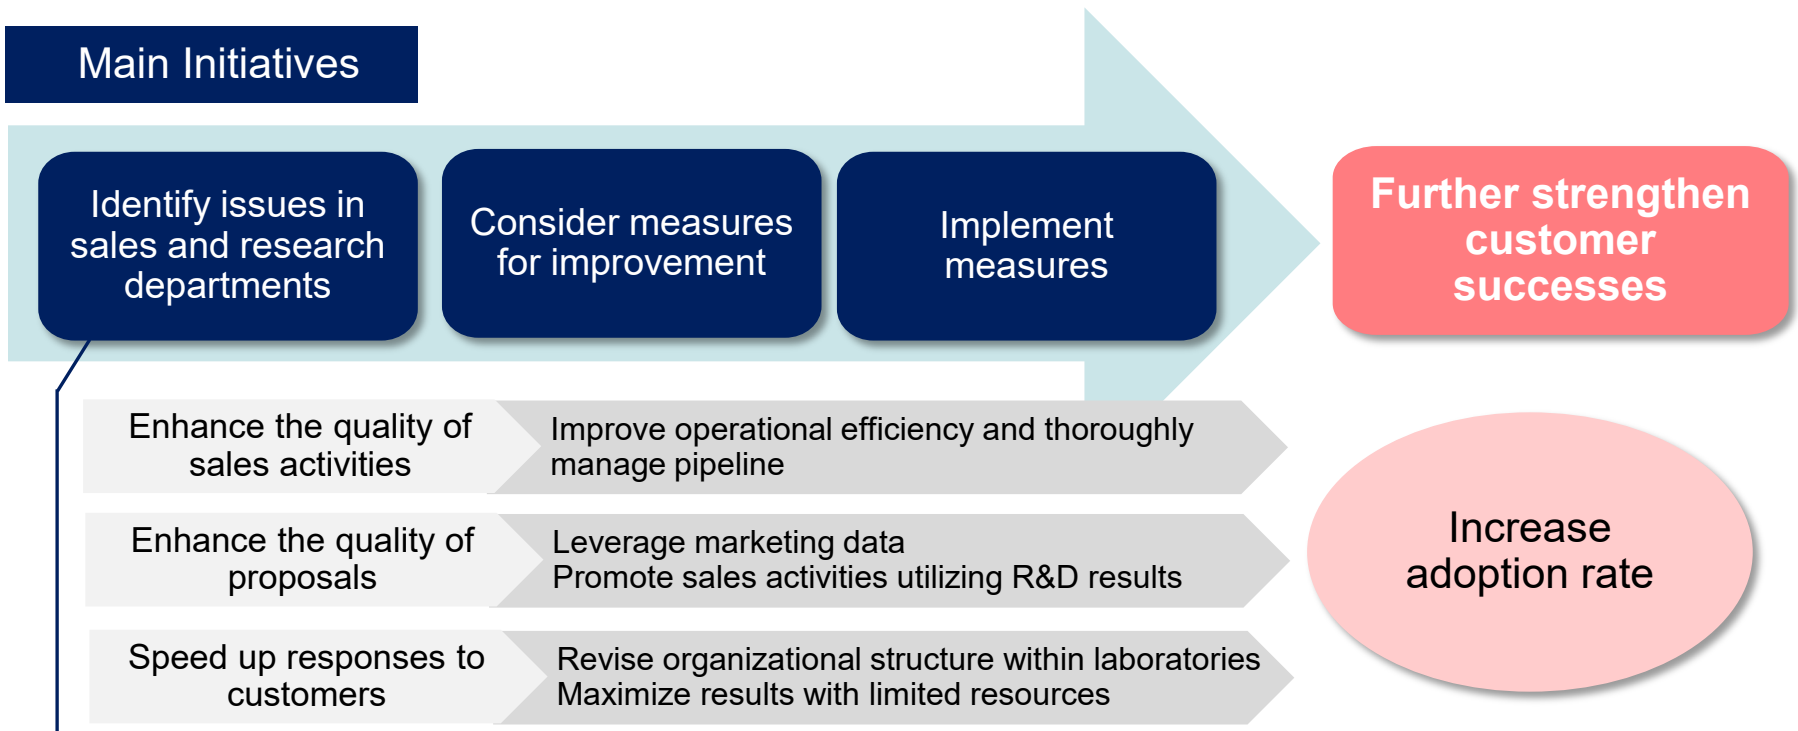 Main Initiatives
Identify issues in
sales and research
departments
Consider measures
for improvement
Implement
measures
Further strengthen
customer
successes
Enhance the quality of
sales activities
Improve operational efficiency and thoroughly
manage pipeline
Enhance the quality of
proposals
Leverage marketing data
Promote sales activities utilizing R&D results
Speed up responses to
customers
Revise organizational structure within laboratories
Maximize results with limited resources
Increase
adoption rate